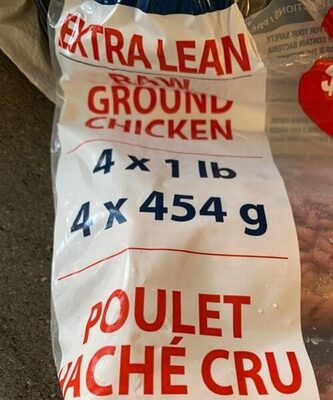 EXTRA LEAN
RAW
GROUND
CHICKEN
4 x 1 lb
4 x 454 g
POULET
HACHÉ CRU